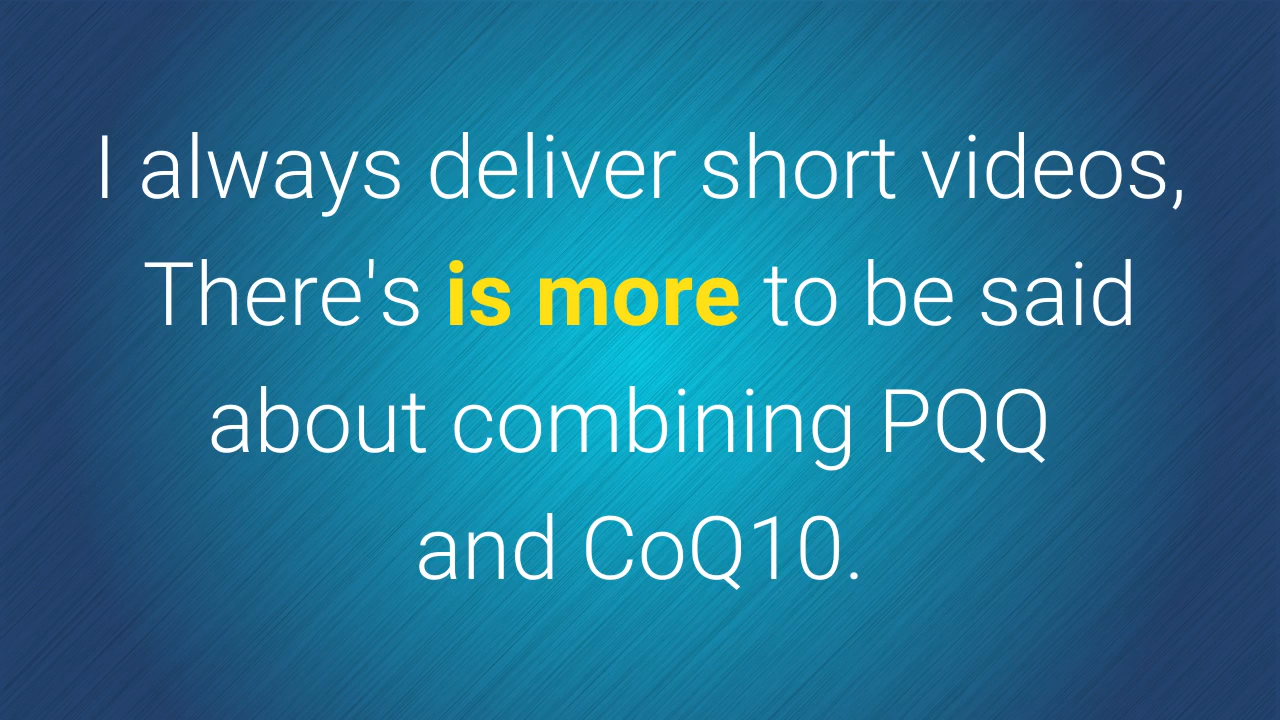 I always deliver short videos,
There's is more to be said
about combining PQQ
and CoQ10.